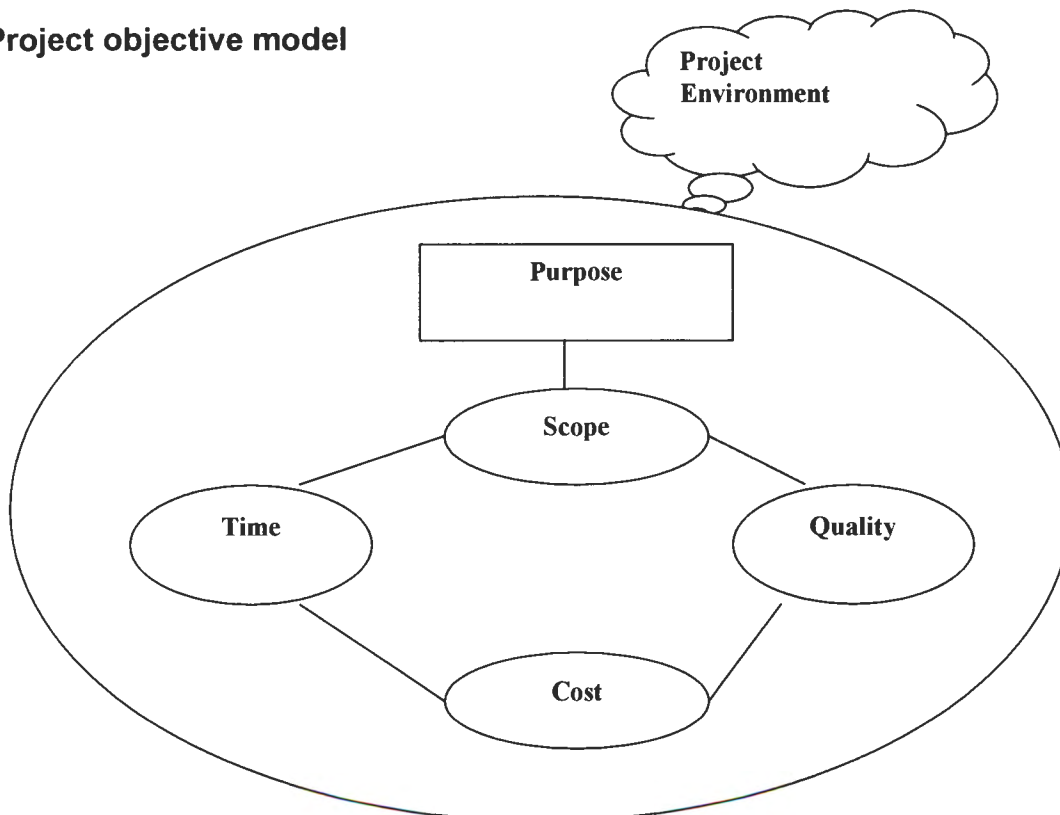 Project objective model
Project
Environment
Purpose
Scope
Time
Quality
Cost